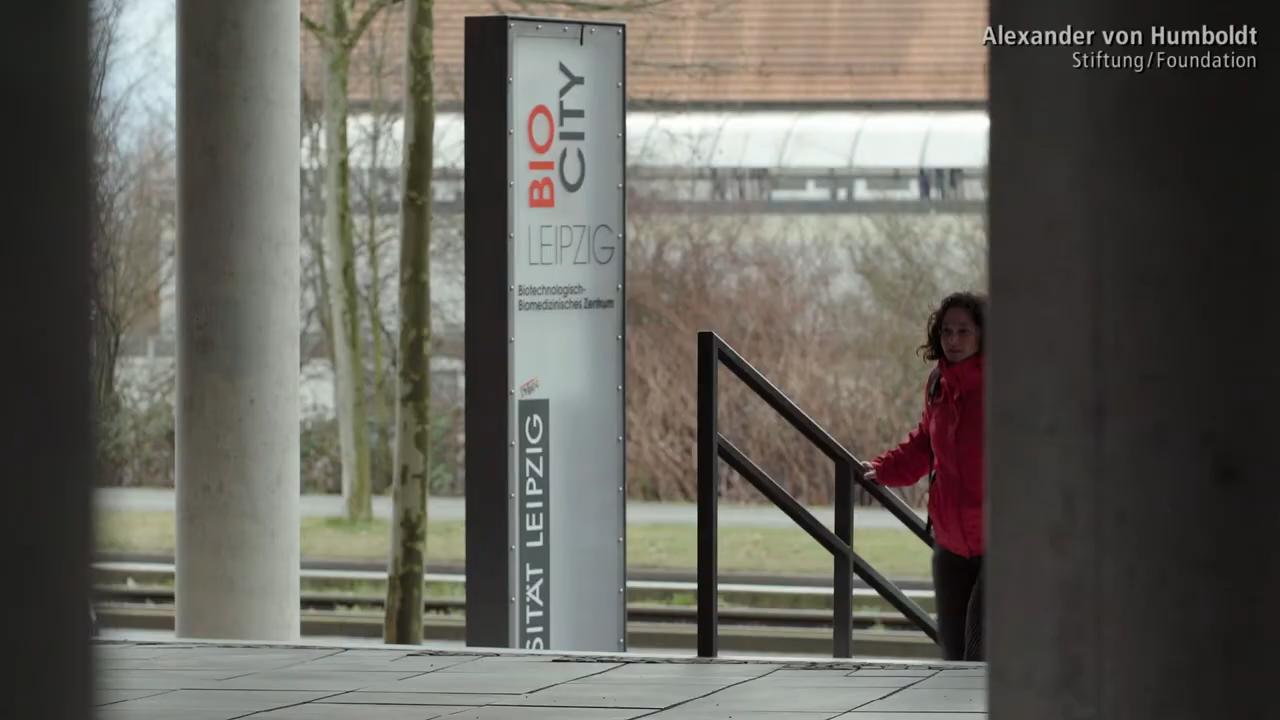 Alexander von Humboldt
Stiftung/Foundation
BIO
CITY
LEIPZIG
Biotechnologisch-
Biomedizinisches Zentrum
SITÄT LEIPZIG